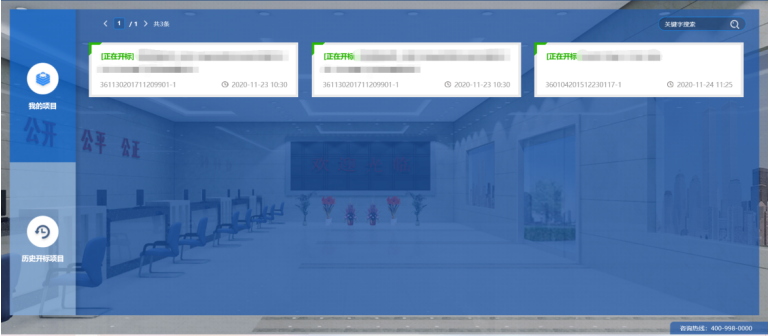 1 / 1 共3条
关键字搜索
[正在开标]
361130201711209901-1 2020-11-23 10:30
[正在开标]
361130201711209901-1 2020-11-23 10:30
[正在开标]
360104201512230117-1 2020-11-24 11:25
我的项目
公开 公平 公正
历史开标项目
咨询热线：400-998-0000